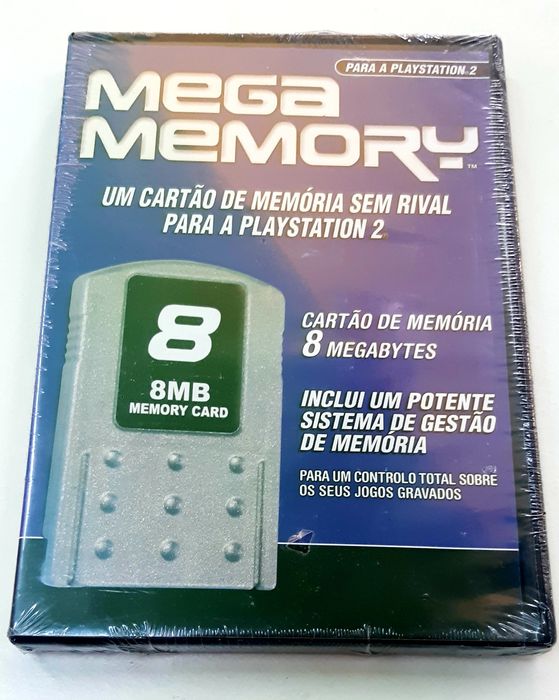 PARA A PLAYSTATION 2
MEGA
MEMORY™
UM CARTÃO DE MEMÓRIA SEM RIVAL
PARA A PLAYSTATION 2
8
8MB
MEMORY CARD
CARTÃO DE MEMÓRIA
8 MEGABYTES
INCLUI UM POTENTE
SISTEMA DE GESTÃO
DE MEMÓRIA
PARA UM CONTROLO TOTAL SOBRE
OS SEUS JOGOS GRAVADOS